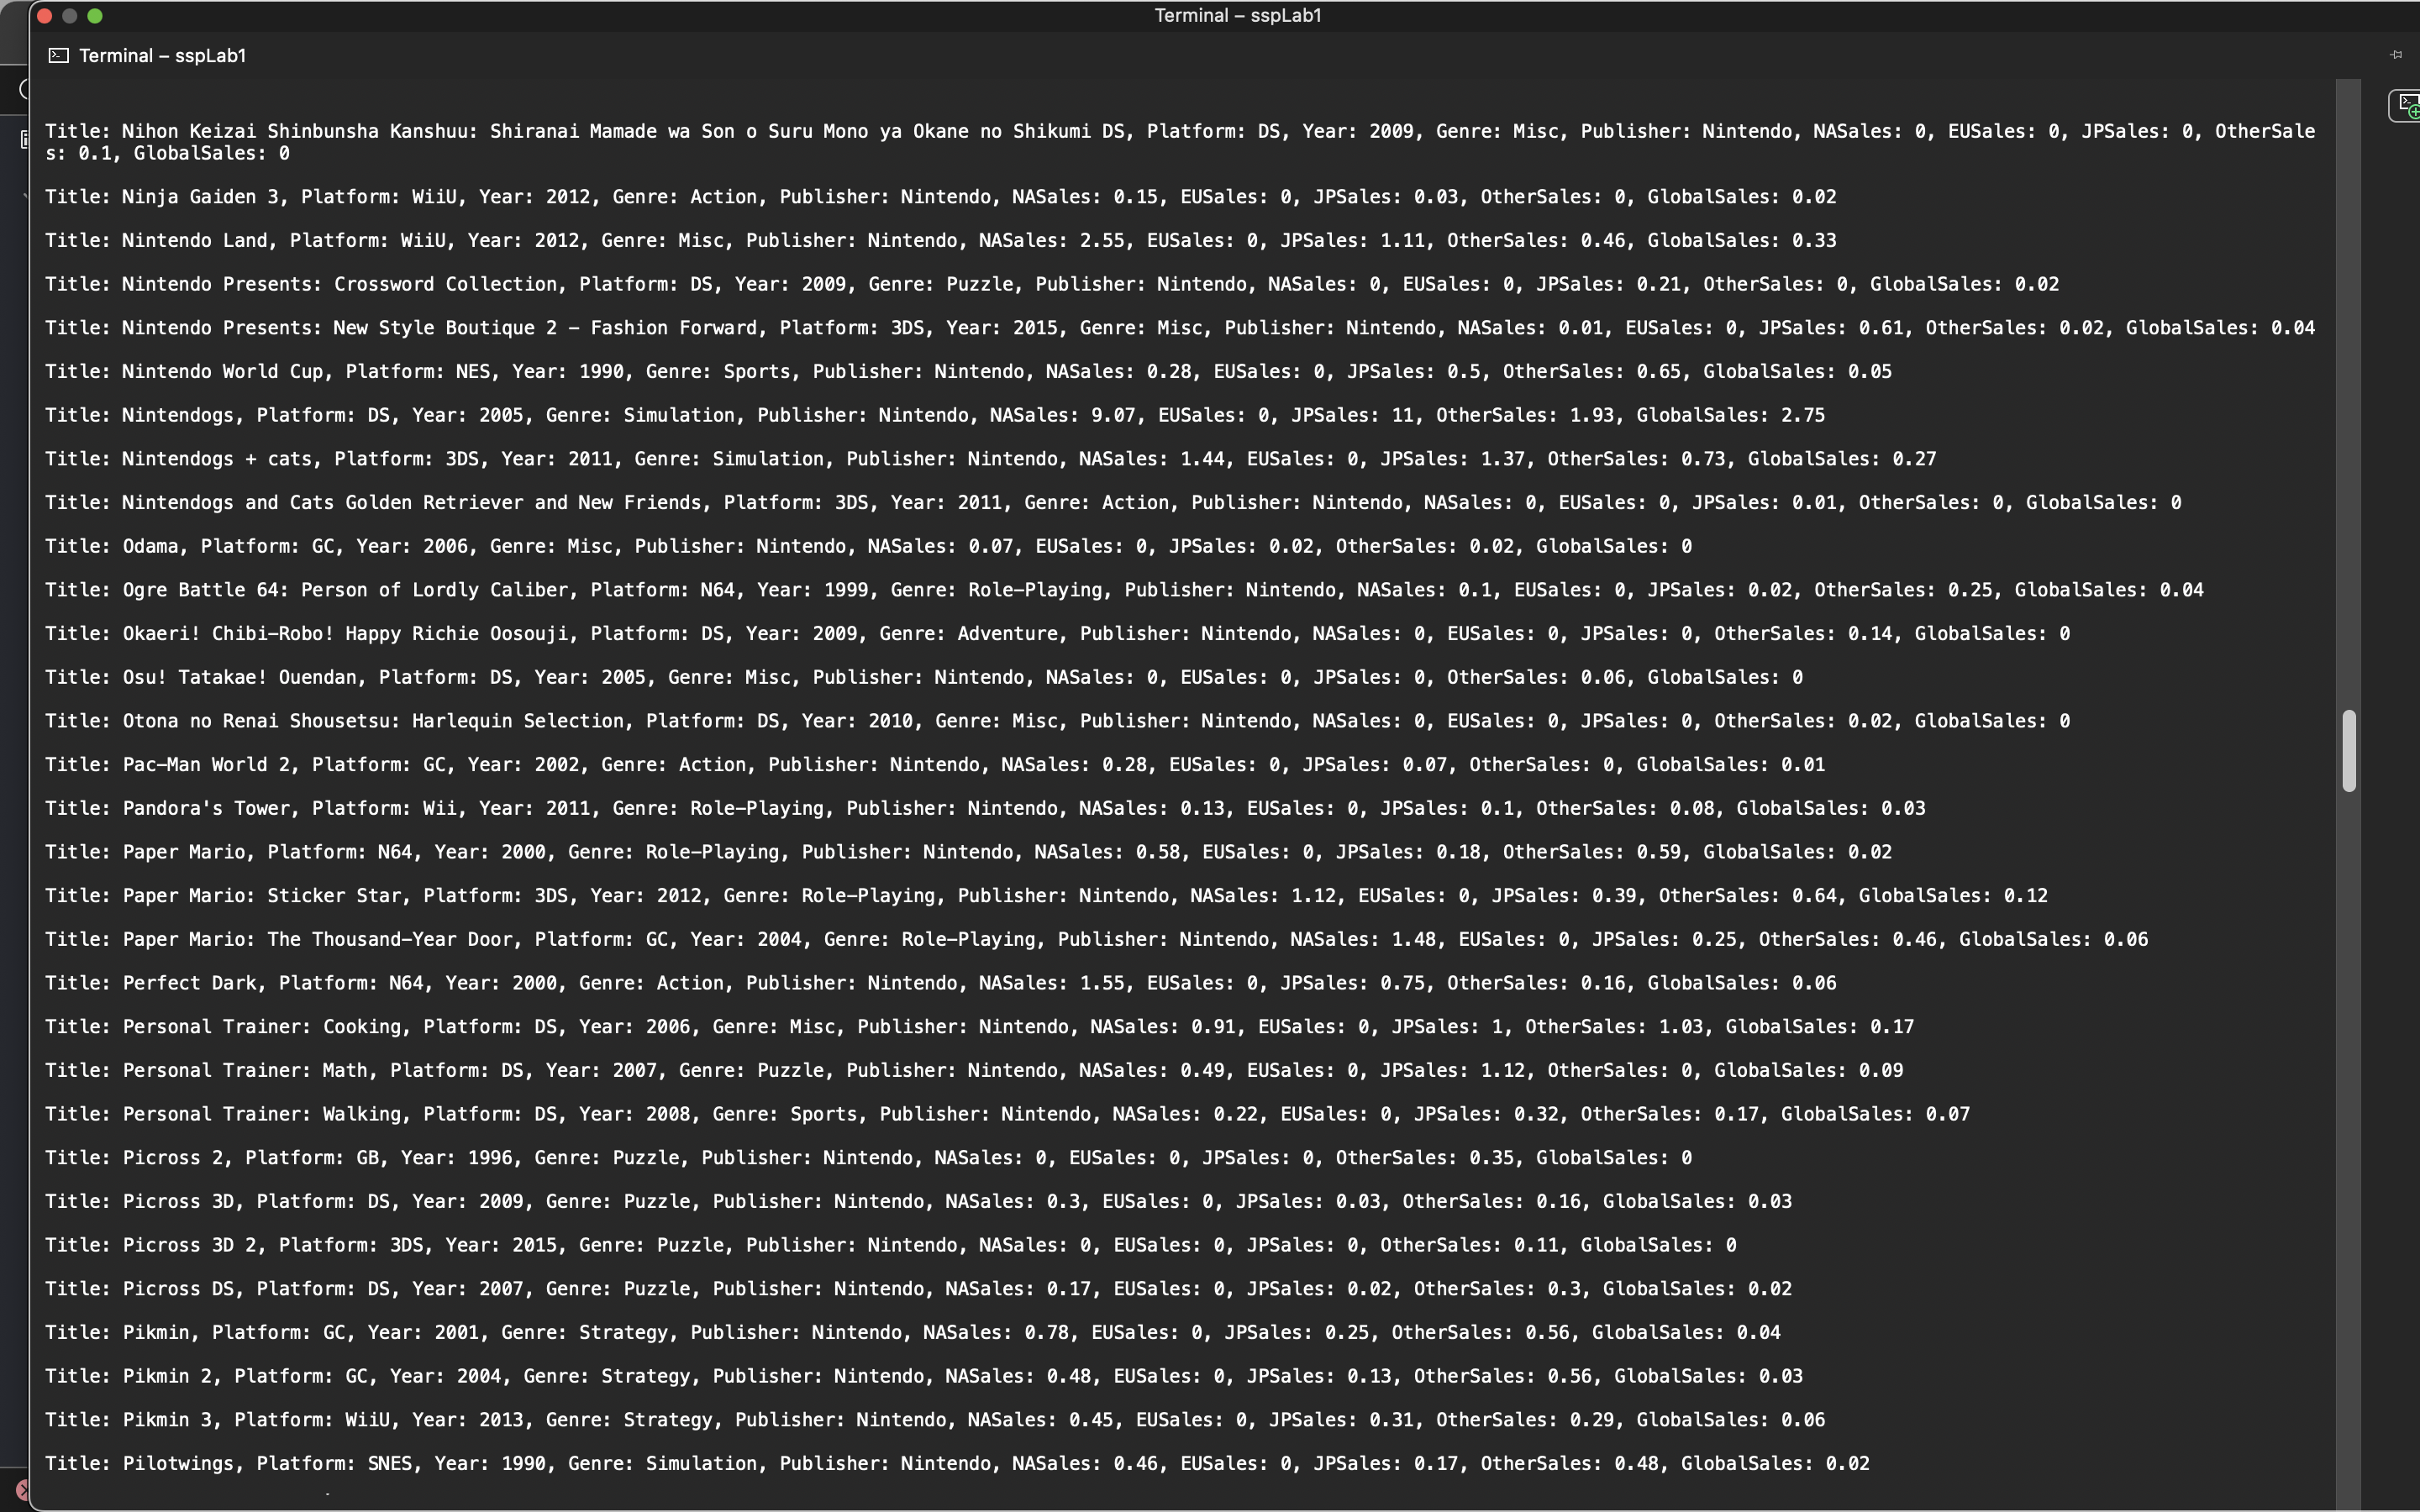 Terminal – sspLab1
Terminal – sspLab1
Title: Nihon Keizai Shinbunsha Kanshuu: Shiranai Mamade wa Son o Suru Mono ya Okane no Shikumi DS, Platform: DS, Year: 2009, Genre: Misc, Publisher: Nintendo, NASales: 0, EUSales: 0, JPSales: 0, OtherSale
s: 0.1, GlobalSales: 0
Title: Ninja Gaiden 3, Platform: WiiU, Year: 2012, Genre: Action, Publisher: Nintendo, NASales: 0.15, EUSales: 0, JPSales: 0.03, OtherSales: 0, GlobalSales: 0.02
Title: Nintendo Land, Platform: WiiU, Year: 2012, Genre: Misc, Publisher: Nintendo, NASales: 2.55, EUSales: 0, JPSales: 1.11, OtherSales: 0.46, GlobalSales: 0.33
Title: Nintendo Presents: Crossword Collection, Platform: DS, Year: 2009, Genre: Puzzle, Publisher: Nintendo, NASales: 0, EUSales: 0, JPSales: 0.21, OtherSales: 0, GlobalSales: 0.02
Title: Nintendo Presents: New Style Boutique 2 - Fashion Forward, Platform: 3DS, Year: 2015, Genre: Misc, Publisher: Nintendo, NASales: 0.01, EUSales: 0, JPSales: 0.61, OtherSales: 0.02, GlobalSales: 0.04
Title: Nintendo World Cup, Platform: NES, Year: 1990, Genre: Sports, Publisher: Nintendo, NASales: 0.28, EUSales: 0, JPSales: 0.5, OtherSales: 0.65, GlobalSales: 0.05
Title: Nintendogs, Platform: DS, Year: 2005, Genre: Simulation, Publisher: Nintendo, NASales: 9.07, EUSales: 0, JPSales: 11, OtherSales: 1.93, GlobalSales: 2.75
Title: Nintendogs + cats, Platform: 3DS, Year: 2011, Genre: Simulation, Publisher: Nintendo, NASales: 1.44, EUSales: 0, JPSales: 1.37, OtherSales: 0.73, GlobalSales: 0.27
Title: Nintendogs and Cats Golden Retriever and New Friends, Platform: 3DS, Year: 2011, Genre: Action, Publisher: Nintendo, NASales: 0, EUSales: 0, JPSales: 0.01, OtherSales: 0, GlobalSales: 0
Title: Odama, Platform: GC, Year: 2006, Genre: Misc, Publisher: Nintendo, NASales: 0.07, EUSales: 0, JPSales: 0.02, OtherSales: 0.02, GlobalSales: 0
Title: Ogre Battle 64: Person of Lordly Caliber, Platform: N64, Year: 1999, Genre: Role-Playing, Publisher: Nintendo, NASales: 0.1, EUSales: 0, JPSales: 0.02, OtherSales: 0.25, GlobalSales: 0.04
Title: Okaeri! Chibi-Robo! Happy Richie Oosouji, Platform: DS, Year: 2009, Genre: Adventure, Publisher: Nintendo, NASales: 0, EUSales: 0, JPSales: 0, OtherSales: 0.14, GlobalSales: 0
Title: Osu! Tatakae! Ouendan, Platform: DS, Year: 2005, Genre: Misc, Publisher: Nintendo, NASales: 0, EUSales: 0, JPSales: 0, OtherSales: 0.06, GlobalSales: 0
Title: Otona no Renai Shousetsu: Harlequin Selection, Platform: DS, Year: 2010, Genre: Misc, Publisher: Nintendo, NASales: 0, EUSales: 0, JPSales: 0, OtherSales: 0.02, GlobalSales: 0
Title: Pac-Man World 2, Platform: GC, Year: 2002, Genre: Action, Publisher: Nintendo, NASales: 0.28, EUSales: 0, JPSales: 0.07, OtherSales: 0, GlobalSales: 0.01
Title: Pandora's Tower, Platform: Wii, Year: 2011, Genre: Role-Playing, Publisher: Nintendo, NASales: 0.13, EUSales: 0, JPSales: 0.1, OtherSales: 0.08, GlobalSales: 0.03
Title: Paper Mario, Platform: N64, Year: 2000, Genre: Role-Playing, Publisher: Nintendo, NASales: 0.58, EUSales: 0, JPSales: 0.18, OtherSales: 0.59, GlobalSales: 0.02
Title: Paper Mario: Sticker Star, Platform: 3DS, Year: 2012, Genre: Role-Playing, Publisher: Nintendo, NASales: 1.12, EUSales: 0, JPSales: 0.39, OtherSales: 0.64, GlobalSales: 0.12
Title: Paper Mario: The Thousand-Year Door, Platform: GC, Year: 2004, Genre: Role-Playing, Publisher: Nintendo, NASales: 1.48, EUSales: 0, JPSales: 0.25, OtherSales: 0.46, GlobalSales: 0.06
Title: Perfect Dark, Platform: N64, Year: 2000, Genre: Action, Publisher: Nintendo, NASales: 1.55, EUSales: 0, JPSales: 0.75, OtherSales: 0.16, GlobalSales: 0.06
Title: Personal Trainer: Cooking, Platform: DS, Year: 2006, Genre: Misc, Publisher: Nintendo, NASales: 0.91, EUSales: 0, JPSales: 1, OtherSales: 1.03, GlobalSales: 0.17
Title: Personal Trainer: Math, Platform: DS, Year: 2007, Genre: Puzzle, Publisher: Nintendo, NASales: 0.49, EUSales: 0, JPSales: 1.12, OtherSales: 0, GlobalSales: 0.09
Title: Personal Trainer: Walking, Platform: DS, Year: 2008, Genre: Sports, Publisher: Nintendo, NASales: 0.22, EUSales: 0, JPSales: 0.32, OtherSales: 0.17, GlobalSales: 0.07
Title: Picross 2, Platform: GB, Year: 1996, Genre: Puzzle, Publisher: Nintendo, NASales: 0, EUSales: 0, JPSales: 0, OtherSales: 0.35, GlobalSales: 0
Title: Picross 3D, Platform: DS, Year: 2009, Genre: Puzzle, Publisher: Nintendo, NASales: 0.3, EUSales: 0, JPSales: 0.03, OtherSales: 0.16, GlobalSales: 0.03
Title: Picross 3D 2, Platform: 3DS, Year: 2015, Genre: Puzzle, Publisher: Nintendo, NASales: 0, EUSales: 0, JPSales: 0, OtherSales: 0.11, GlobalSales: 0
Title: Picross DS, Platform: DS, Year: 2007, Genre: Puzzle, Publisher: Nintendo, NASales: 0.17, EUSales: 0, JPSales: 0.02, OtherSales: 0.3, GlobalSales: 0.02
Title: Pikmin, Platform: GC, Year: 2001, Genre: Strategy, Publisher: Nintendo, NASales: 0.78, EUSales: 0, JPSales: 0.25, OtherSales: 0.56, GlobalSales: 0.04
Title: Pikmin 2, Platform: GC, Year: 2004, Genre: Strategy, Publisher: Nintendo, NASales: 0.48, EUSales: 0, JPSales: 0.13, OtherSales: 0.56, GlobalSales: 0.03
Title: Pikmin 3, Platform: WiiU, Year: 2013, Genre: Strategy, Publisher: Nintendo, NASales: 0.45, EUSales: 0, JPSales: 0.31, OtherSales: 0.29, GlobalSales: 0.06
Title: Pilotwings, Platform: SNES, Year: 1990, Genre: Simulation, Publisher: Nintendo, NASales: 0.46, EUSales: 0, JPSales: 0.17, OtherSales: 0.48, GlobalSales: 0.02